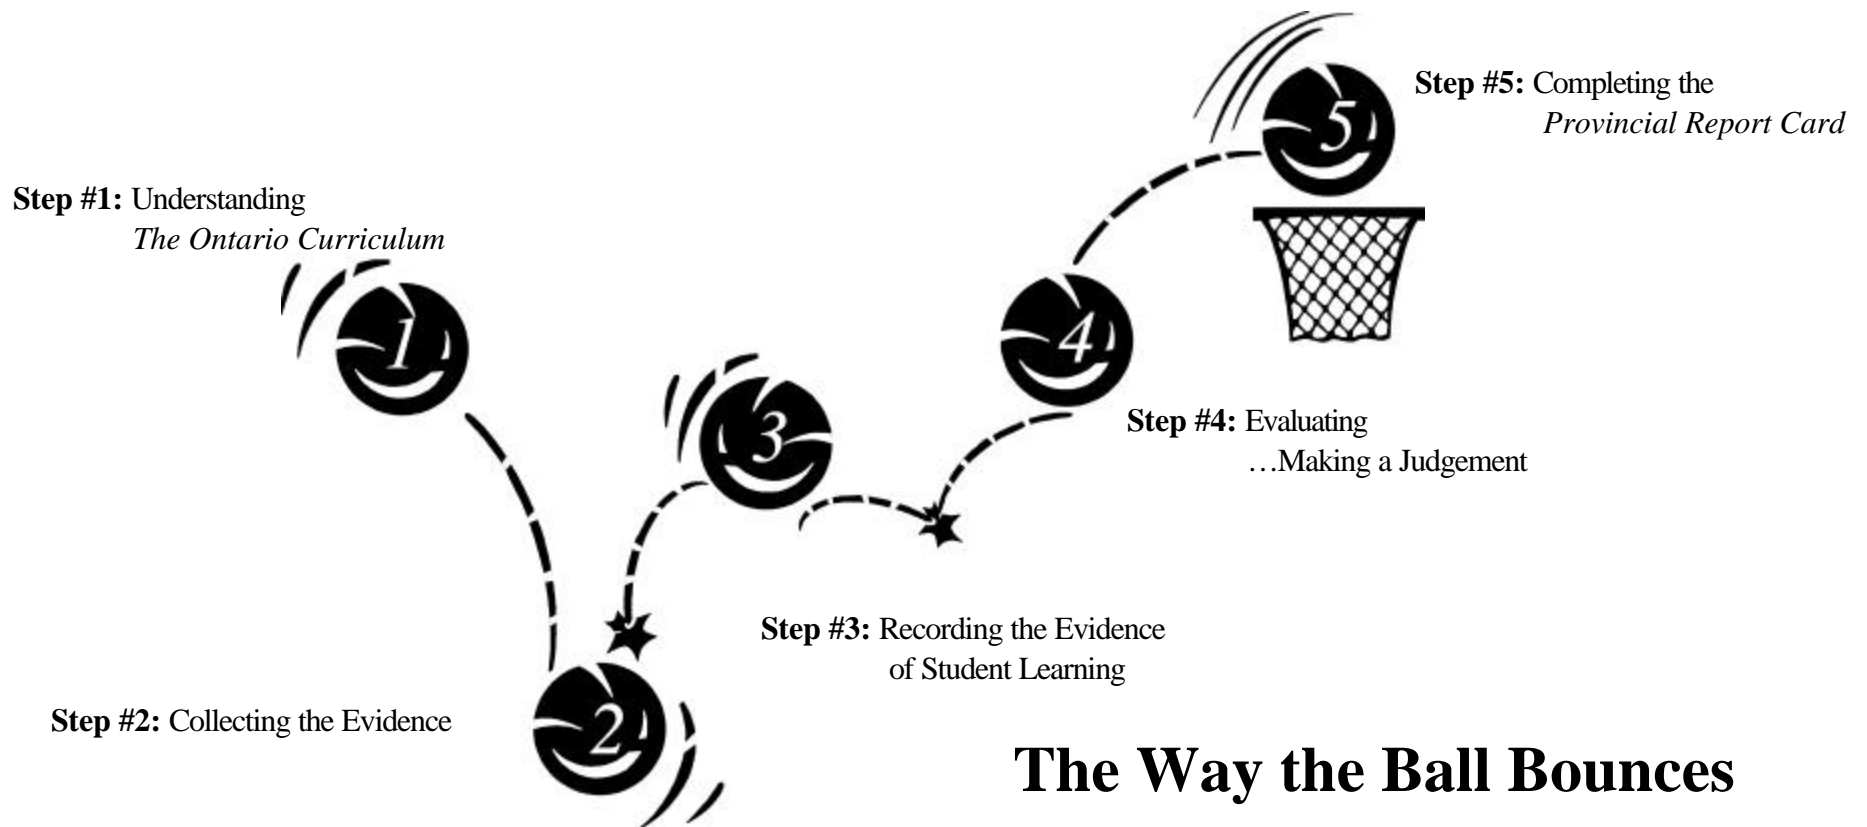 Step #1: Understanding
The Ontario Curriculum
1
Step #2: Collecting the Evidence
2
3
Step #3: Recording the Evidence
of Student Learning
4
Step #4: Evaluating
…Making a Judgement
5
Step #5: Completing the
Provincial Report Card
The Way the Ball Bounces